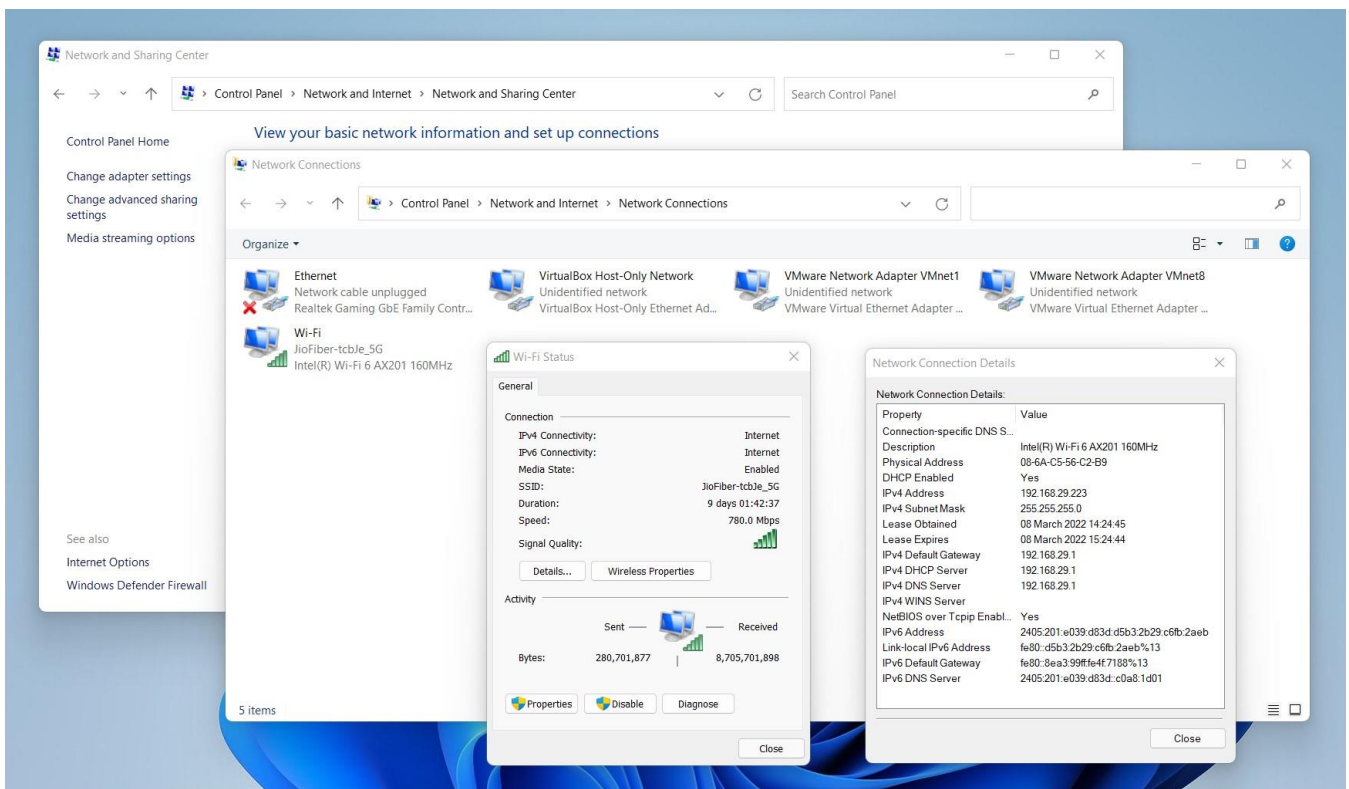 Network and Sharing Center
Control Panel > Network and Internet > Network and Sharing Center
Search Control Panel
Control Panel Home
Change adapter settings
Change advanced sharing
settings
Media streaming options
See also
Internet Options
Windows Defender Firewall
View your basic network information and set up connections
Network Connections
Control Panel > Network and Internet > Network Connections
Organize
Ethernet
Network cable unplugged
Realtek Gaming GbE Family Contr...
VirtualBox Host-Only Network
Unidentified network
VirtualBox Host-Only Ethernet Ad...
VMware Network Adapter VMnet1
Unidentified network
VMware Virtual Ethernet Adapter ...
VMware Network Adapter VMnet8
Unidentified network
VMware Virtual Ethernet Adapter ...
Wi-Fi
JioFiber-tcbJe_5G
Intel(R) Wi-Fi 6 AX201 160MHz
5 items
Wi-Fi Status
General
Connection
IPv4 Connectivity: Internet
IPv6 Connectivity: Internet
Media State: Enabled
SSID: JioFiber-tcbJe_5G
Duration: 9 days 01:42:37
Speed: 780.0 Mbps
Signal Quality:
Details... Wireless Properties
Activity
Sent — — Received
Bytes: 280,701,877 | 8,705,701,898
Properties Disable Diagnose
Close
Network Connection Details
Network Connection Details:
Property Value
Connection-specific DNS S...
Description Intel(R) Wi-Fi 6 AX201 160MHz
Physical Address 08-6A-C5-56-C2-B9
DHCP Enabled Yes
IPv4 Address 192.168.29.223
IPv4 Subnet Mask 255.255.255.0
Lease Obtained 08 March 2022 14:24:45
Lease Expires 08 March 2022 15:24:44
IPv4 Default Gateway 192.168.29.1
IPv4 DHCP Server 192.168.29.1
IPv4 DNS Server 192.168.29.1
IPv4 WINS Server
NetBIOS over Tcpip Enabl... Yes
IPv6 Address 2405:201:e039:d83d:d5b3:2b29:c6fb:2aeb
Link-local IPv6 Address fe80::d5b3:2b29:c6fb:2aeb%13
IPv6 Default Gateway fe80::8ea3:99ff:fe4f:7188%13
IPv6 DNS Server 2405:201:e039:d83d::c0a8:1d01
Close